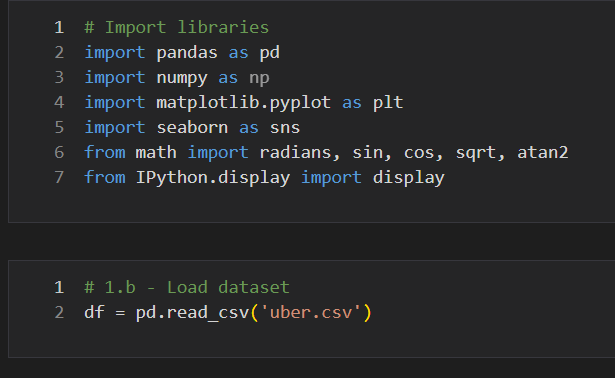 1 # Import libraries
2 import pandas as pd
3 import numpy as np
4 import matplotlib.pyplot as plt
5 import seaborn as sns
6 from math import radians, sin, cos, sqrt, atan2
7 from IPython.display import display
1 # 1.b - Load dataset
2 df = pd.read_csv('uber.csv')